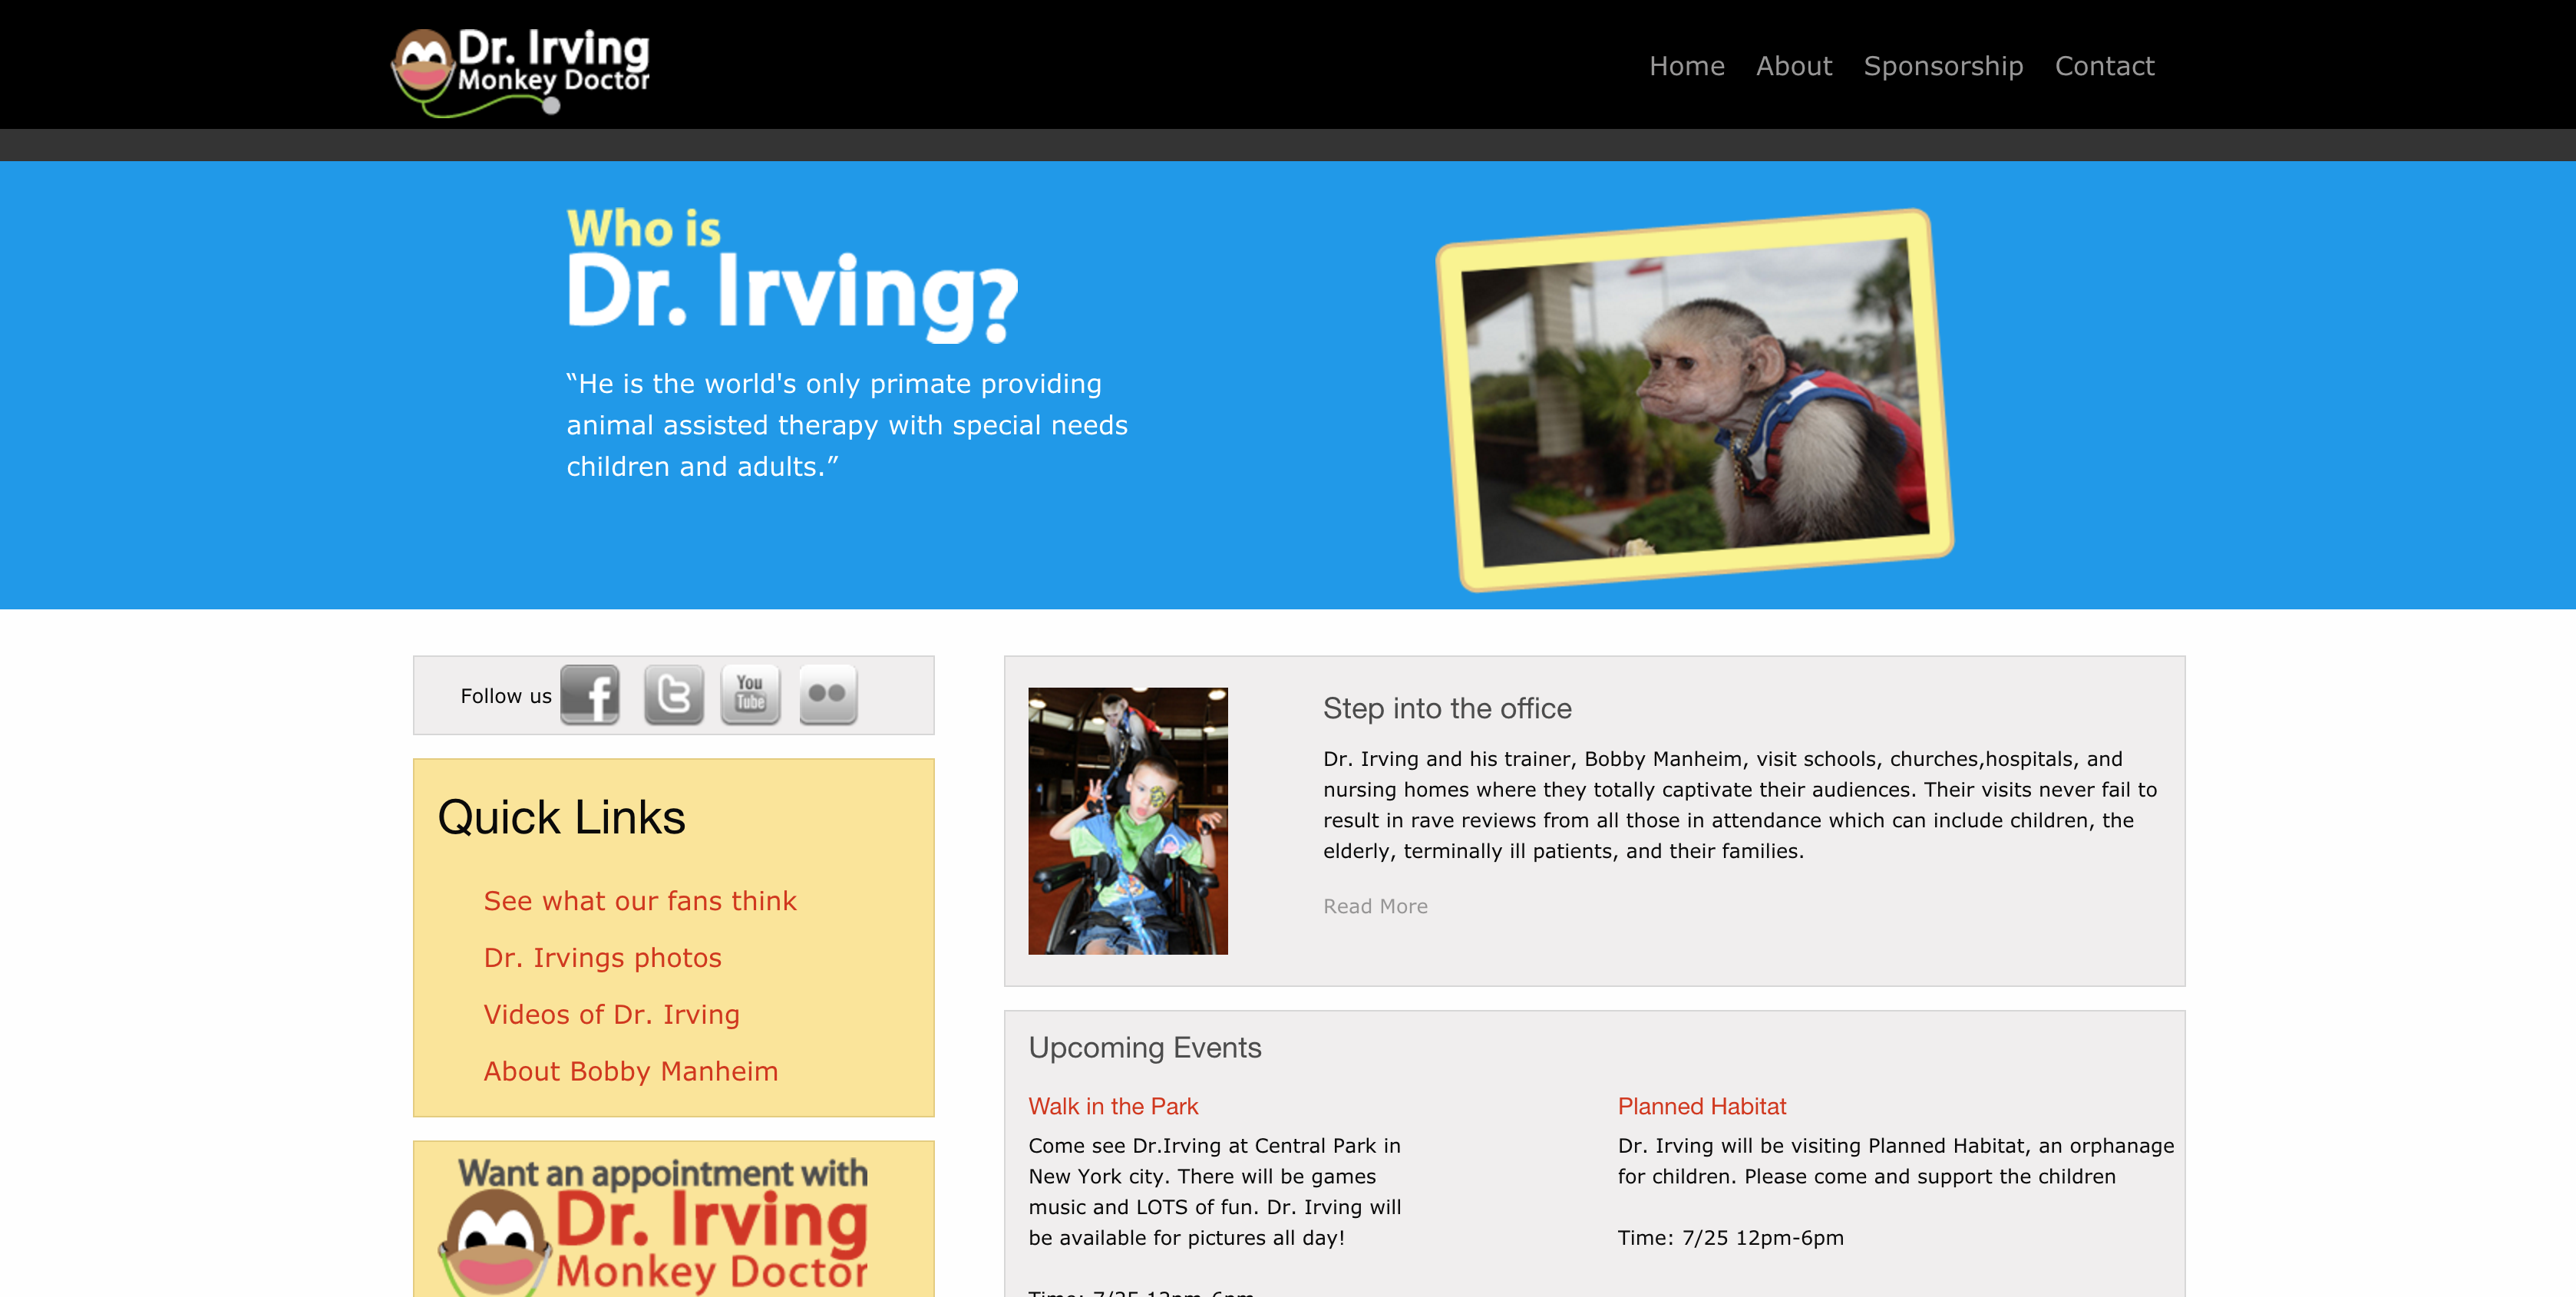 Dr. Irving
Monkey Doctor
Home About Sponsorship Contact
Who is
Dr. Irving?
“He is the world's only primate providing
animal assisted therapy with special needs
children and adults.”
Follow us
f
t
You
Tube
Quick Links
See what our fans think
Dr. Irvings photos
Videos of Dr. Irving
About Bobby Manheim
Want an appointment with
Dr. Irving
Monkey Doctor
Step into the office
Dr. Irving and his trainer, Bobby Manheim, visit schools, churches,hospitals, and
nursing homes where they totally captivate their audiences. Their visits never fail to
result in rave reviews from all those in attendance which can include children, the
elderly, terminally ill patients, and their families.
Read More
Upcoming Events
Walk in the Park
Come see Dr.Irving at Central Park in
New York city. There will be games
music and LOTS of fun. Dr. Irving will
be available for pictures all day!
Time: 7/25 12pm-6pm
Planned Habitat
Dr. Irving will be visiting Planned Habitat, an orphanage
for children. Please come and support the children
Time: 7/25 12pm-6pm